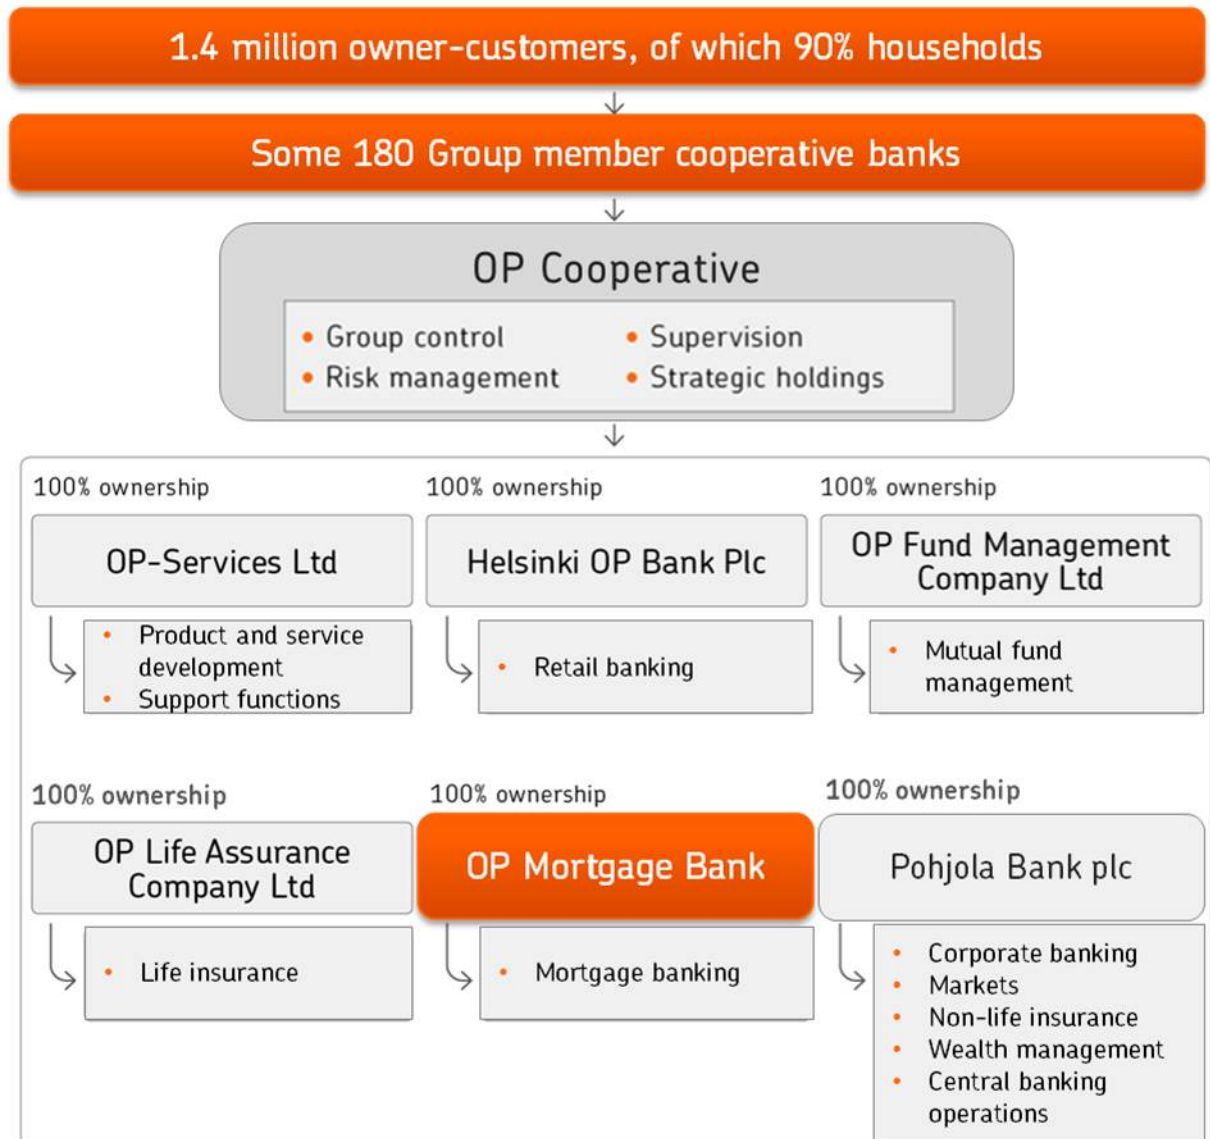 1.4 million owner-customers, of which 90% households
Some 180 Group member cooperative banks
OP Cooperative
• Group control
• Supervision
• Risk management
• Strategic holdings
100% ownership
100% ownership
100% ownership
OP-Services Ltd
Helsinki OP Bank Plc
OP Fund Management
Company Ltd
• Product and service
development
• Support functions
• Retail banking
• Mutual fund
management
100% ownership
100% ownership
100% ownership
OP Life Assurance
Company Ltd
OP Mortgage Bank
Pohjola Bank plc
• Life insurance
• Mortgage banking
• Corporate banking
• Markets
• Non-life insurance
• Wealth management
• Central banking
operations